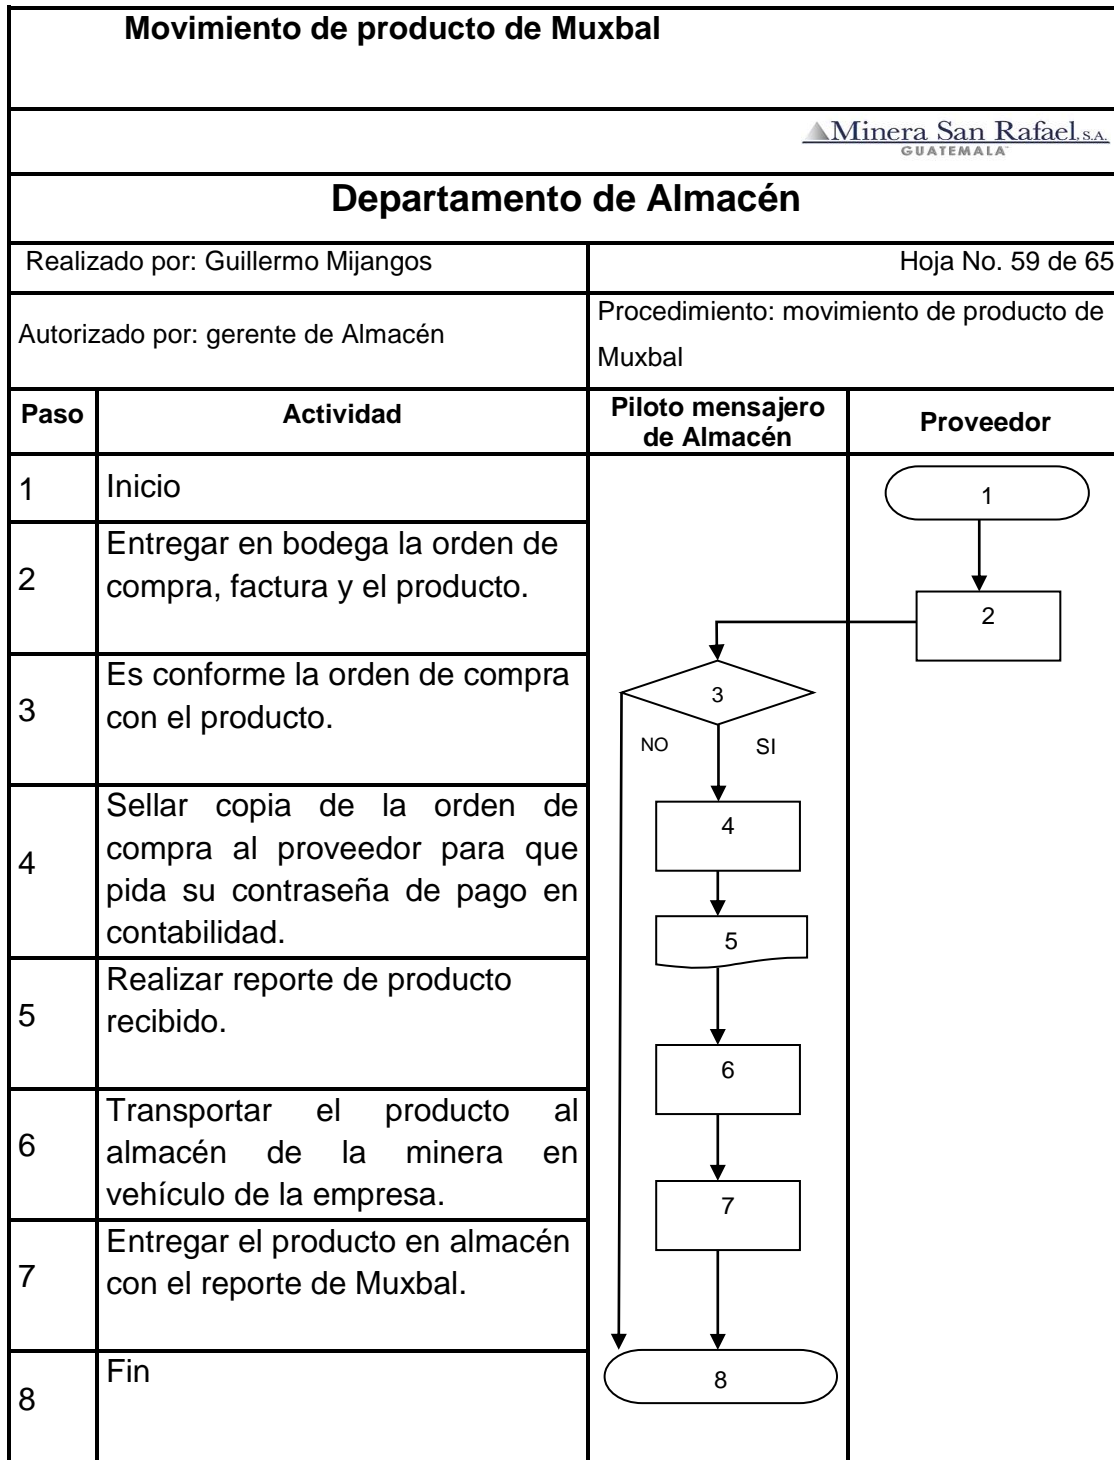 Movimiento de producto de Muxbal
Minera San Rafael, S.A.
GUATEMALA
Departamento de Almacén
Realizado por: Guillermo Mijangos
Hoja No. 59 de 65
Autorizado por: gerente de Almacén
Procedimiento: movimiento de producto de
Muxbal
Paso
Actividad
Piloto mensajero
de Almacén
Proveedor
1
Inicio
1
2
Entregar en bodega la orden de
compra, factura y el producto.
2
3
Es conforme la orden de compra
con el producto.
3
NO
SI
4
Sellar copia de la orden de
compra al proveedor para que
pida su contraseña de pago en
contabilidad.
4
5
Realizar reporte de producto
recibido.
5
6
Transportar el producto al
almacén de la minera en
vehículo de la empresa.
6
7
Entregar el producto en almacén
con el reporte de Muxbal.
7
8
Fin
8